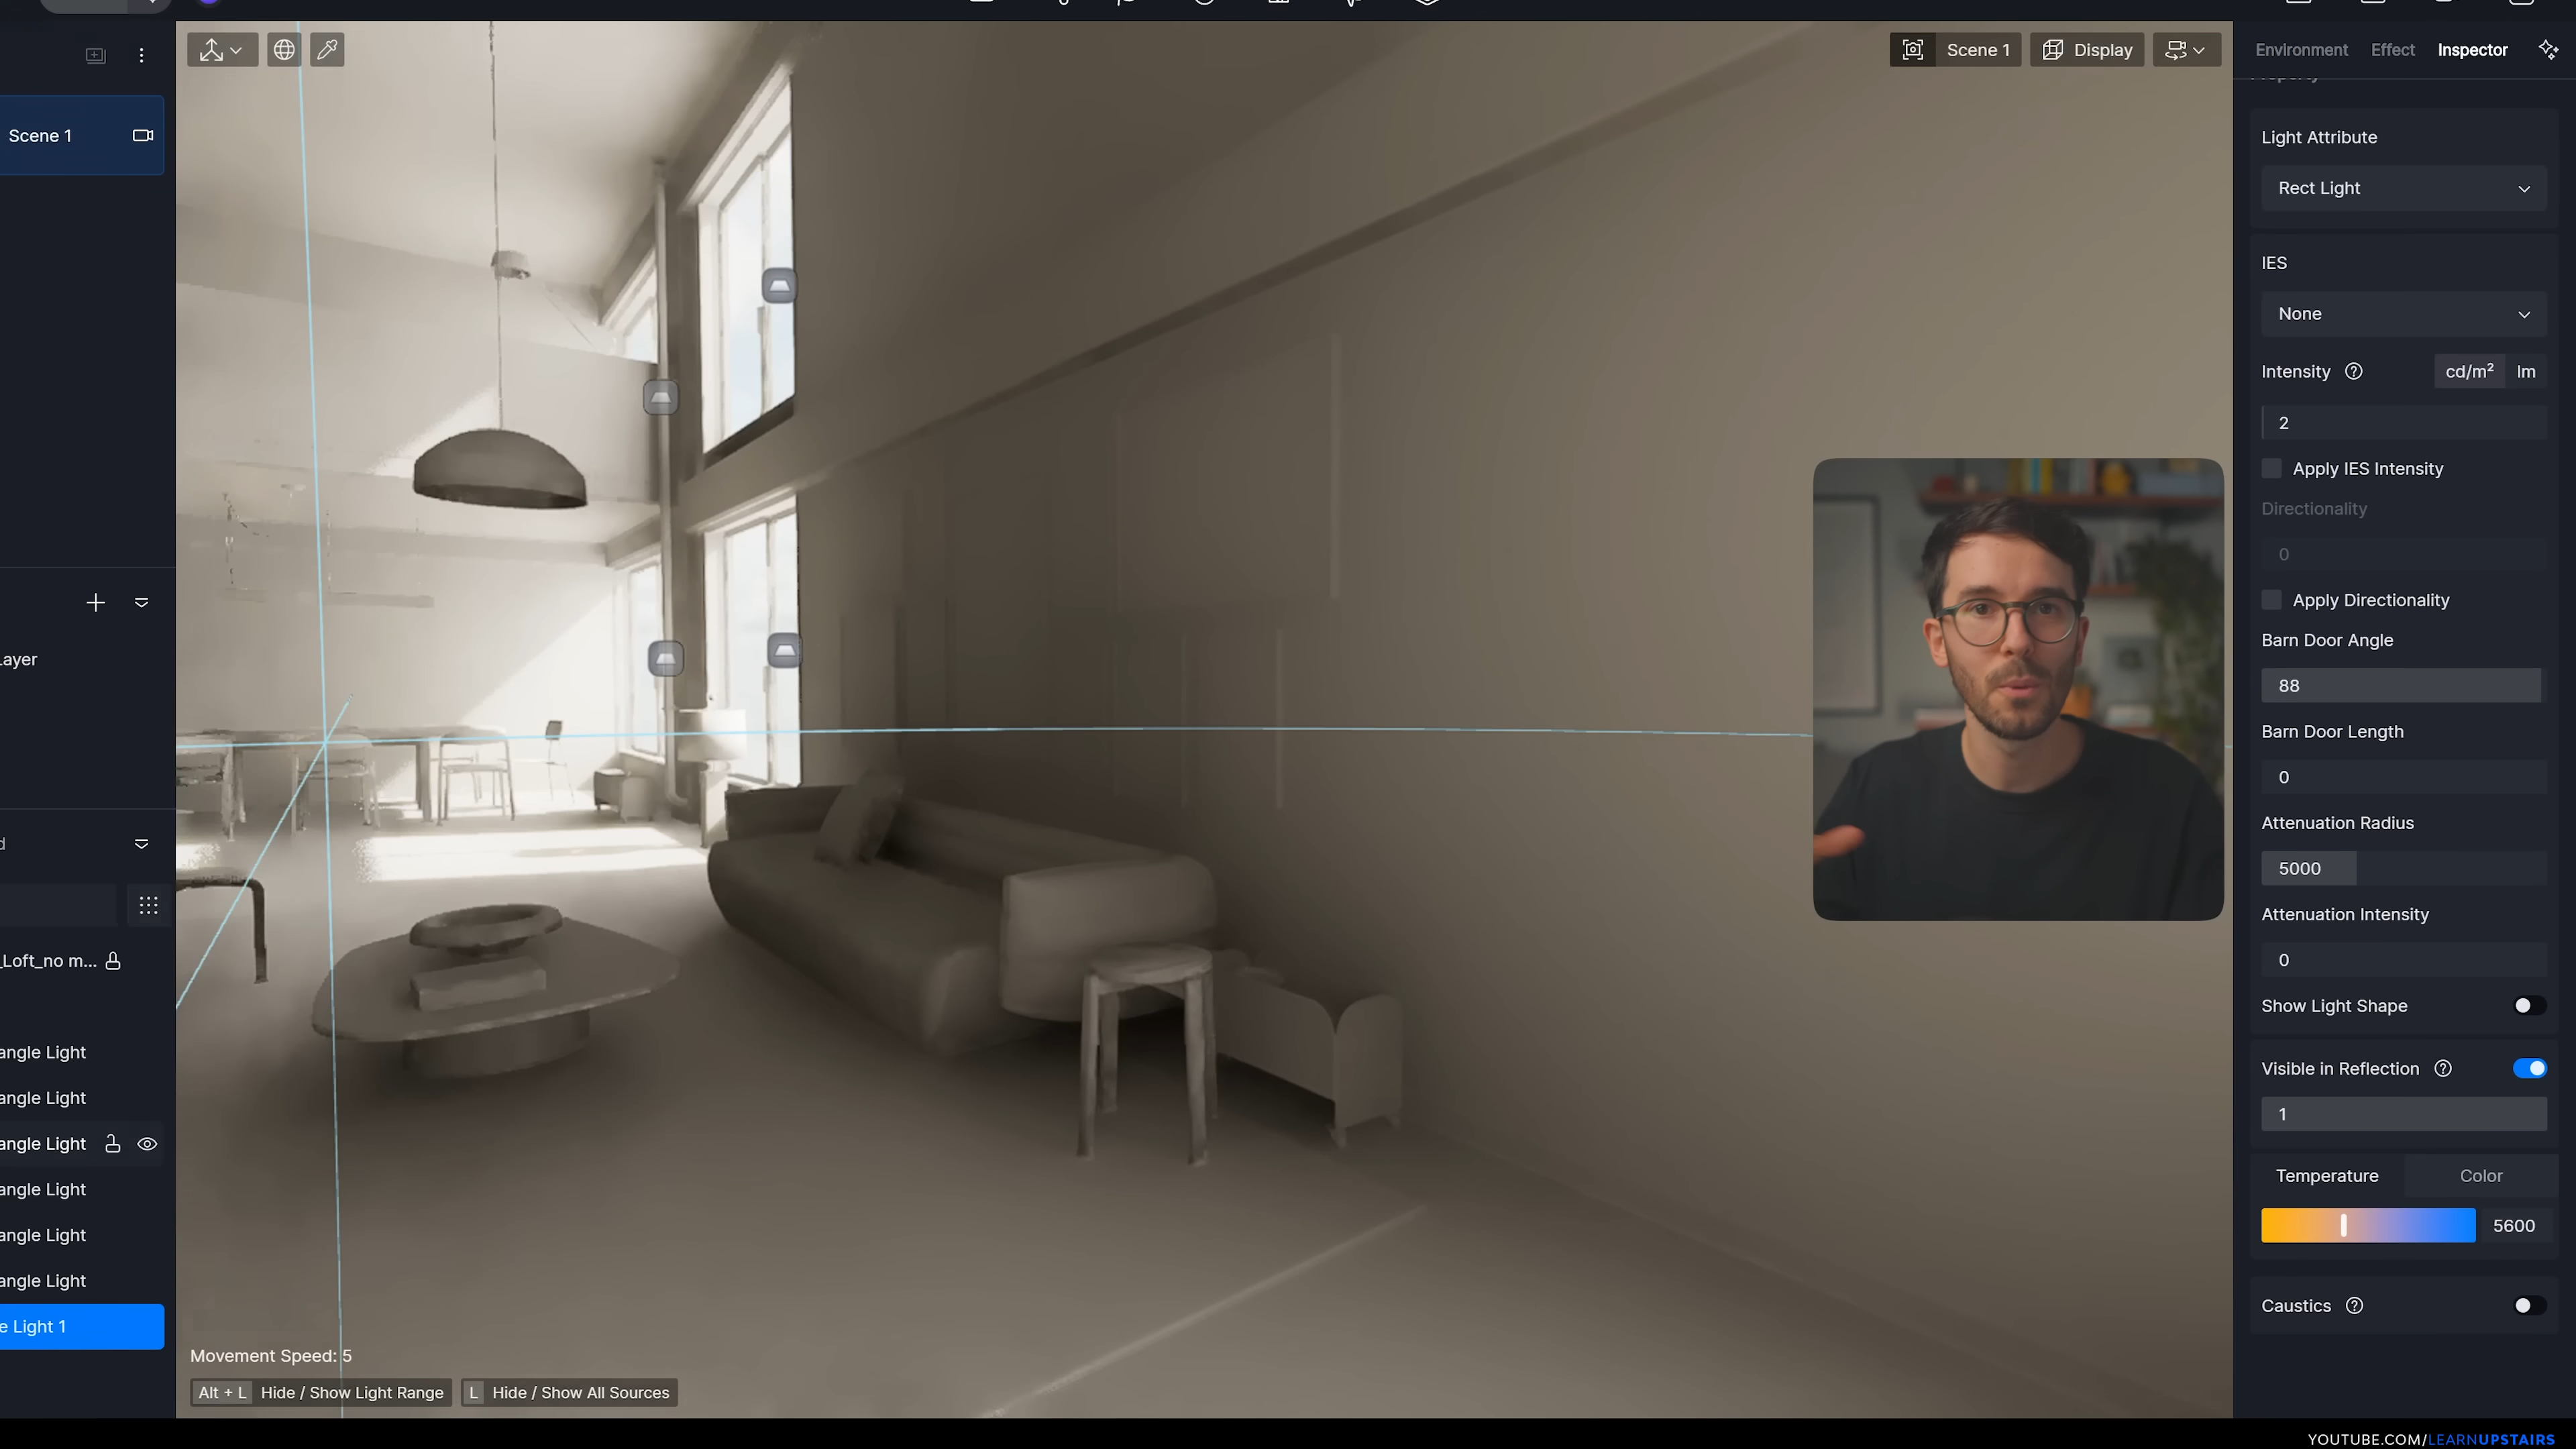 Scene 1
Display
Environment
Effect
Inspector
Property
Scene 1
Light Attribute
Rect Light
IES
None
Intensity
cd/m²
lm
2
Apply IES Intensity
Directionality
0
Apply Directionality
Barn Door Angle
88
Barn Door Length
0
Attenuation Radius
5000
Attenuation Intensity
0
Show Light Shape
Visible in Reflection
1
Temperature
Color
5600
Caustics
ayer
d
_Loft_no m...
angle Light
angle Light
angle Light
angle Light
angle Light
angle Light
e Light 1
Movement Speed: 5
Alt + L Hide / Show Light Range
L Hide / Show All Sources
YOUTUBE.COM/LEARNUPSTAIRS